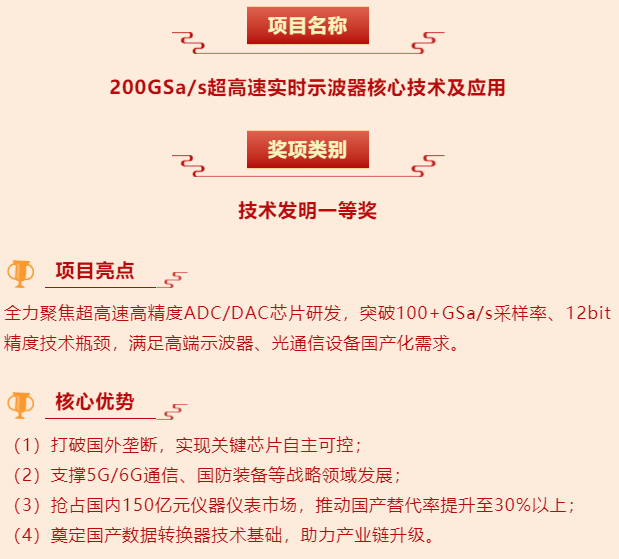 项目名称
200GSa/s超高速实时示波器核心技术及应用
奖项类别
技术发明一等奖
项目亮点
全力聚焦超高速高精度ADC/DAC芯片研发，突破100+GSa/s采样率、12bit
精度技术瓶颈，满足高端示波器、光通信设备国产化需求。
核心优势
（1）打破国外垄断，实现关键芯片自主可控；
（2）支撑5G/6G通信、国防装备等战略领域发展；
（3）抢占国内150亿元仪器仪表市场，推动国产替代率提升至30%以上；
（4）奠定国产数据转换器技术基础，助力产业链升级。